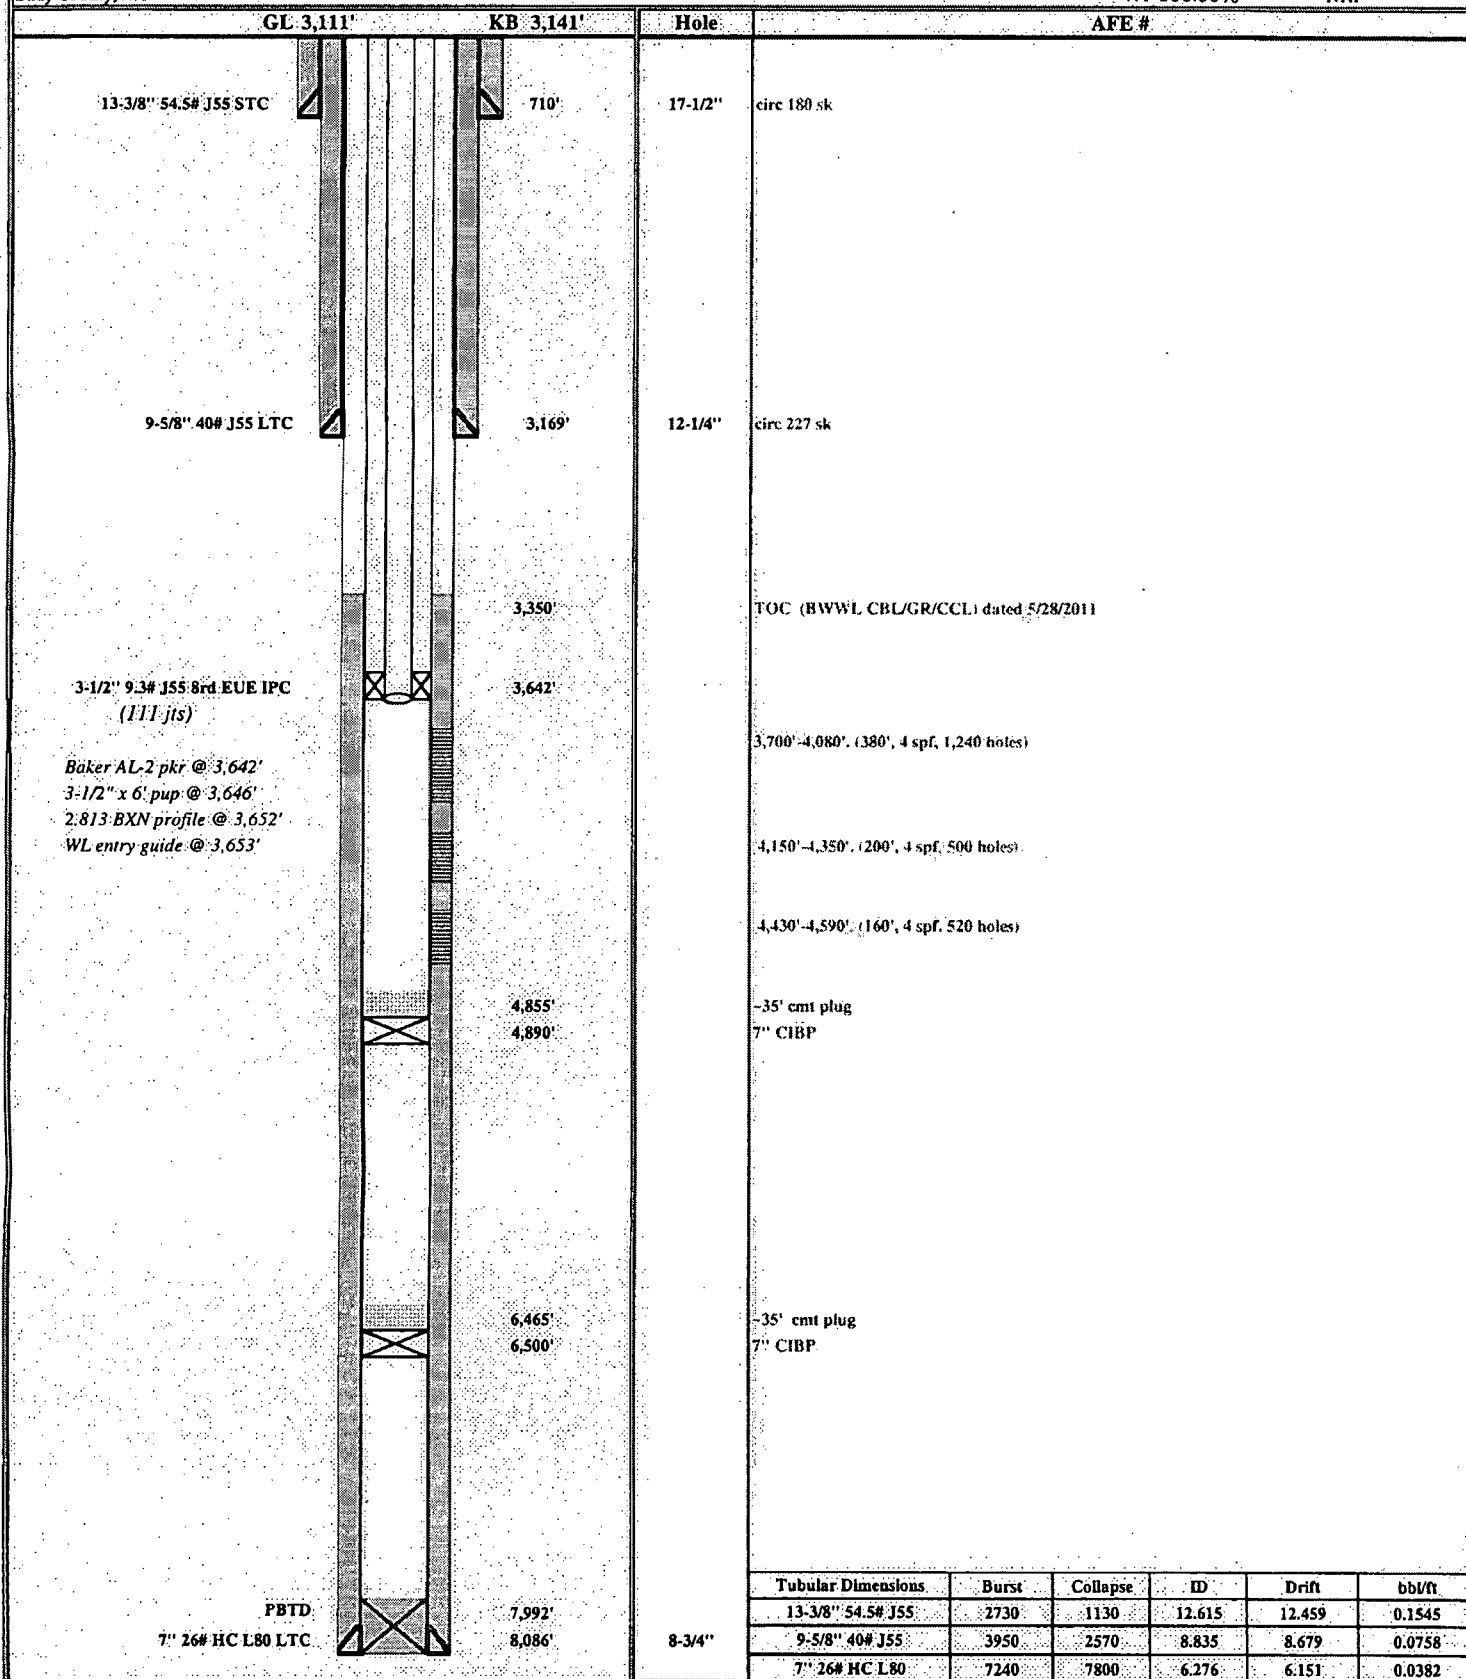 GL 3,111' KB 3,141' Hole AFE #
13-3/8" 54.5# J55 STC 710' 17-1/2" circ 180 sk
9-5/8" 40# J55 LTC 3,169' 12-1/4" circ 227 sk
3,350' TOC (BWWL CBL/GR/CCL) dated 5/28/2011
3-1/2" 9.3# J55 8rd EUE IPC 3,642'
(111 jts)
3,700'-4,080'. (380', 4 spf, 1,240 holes)
Baker AL-2 pkr @ 3,642'
3-1/2" x 6' pup @ 3,646'
2.813 BXN profile @ 3,652'
WL entry guide @ 3,653'
4,150'-4,350'. (200', 4 spf, 500 holes)
4,430'-4,590'. (160', 4 spf. 520 holes)
4,855' ~35' cmt plug
4,890' 7" CIBP
6,465' ~35' cmt plug
6,500' 7" CIBP
PBTD 7,992'
7" 26# HC L80 LTC 8,086' 8-3/4"
Tubular Dimensions Burst Collapse ID Drift bbl/ft
13-3/8" 54.5# J55 2730 1130 12.615 12.459 0.1545
9-5/8" 40# J55 3950 2570 8.835 8.679 0.0758
7" 26# HC L80 7240 7800 6.276 6.151 0.0382